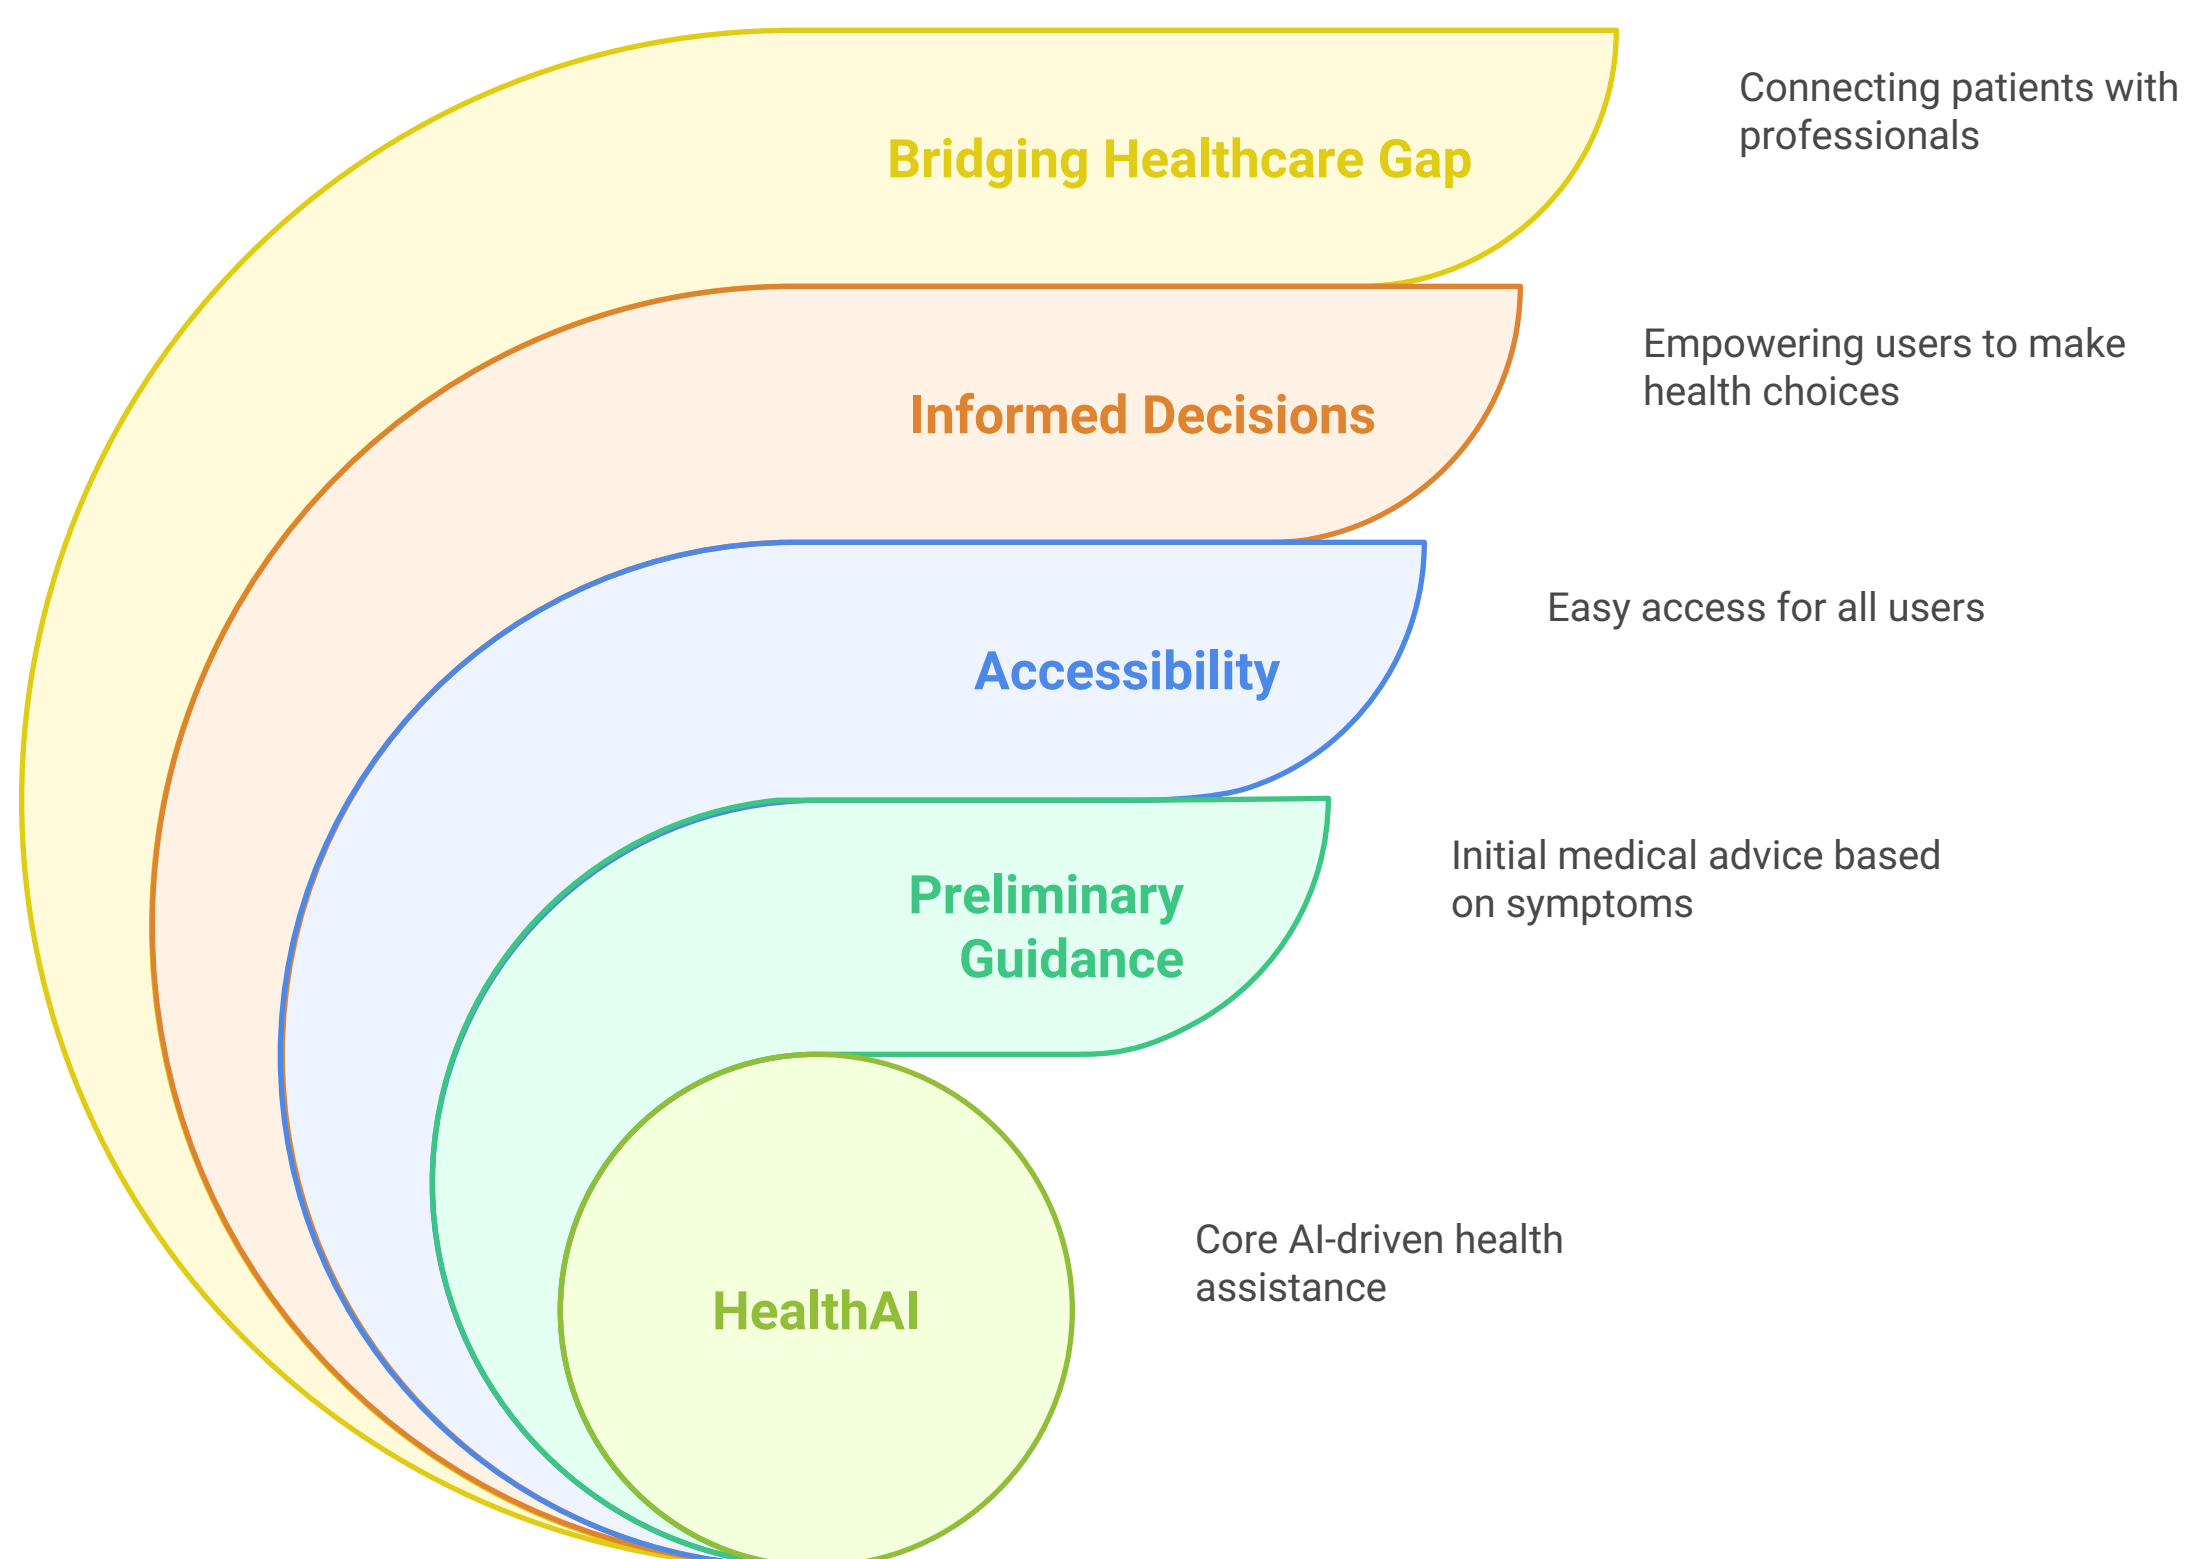 Bridging Healthcare Gap
Connecting patients with
professionals
Informed Decisions
Empowering users to make
health choices
Accessibility
Easy access for all users
Preliminary
Guidance
Initial medical advice based
on symptoms
HealthAI
Core AI-driven health
assistance